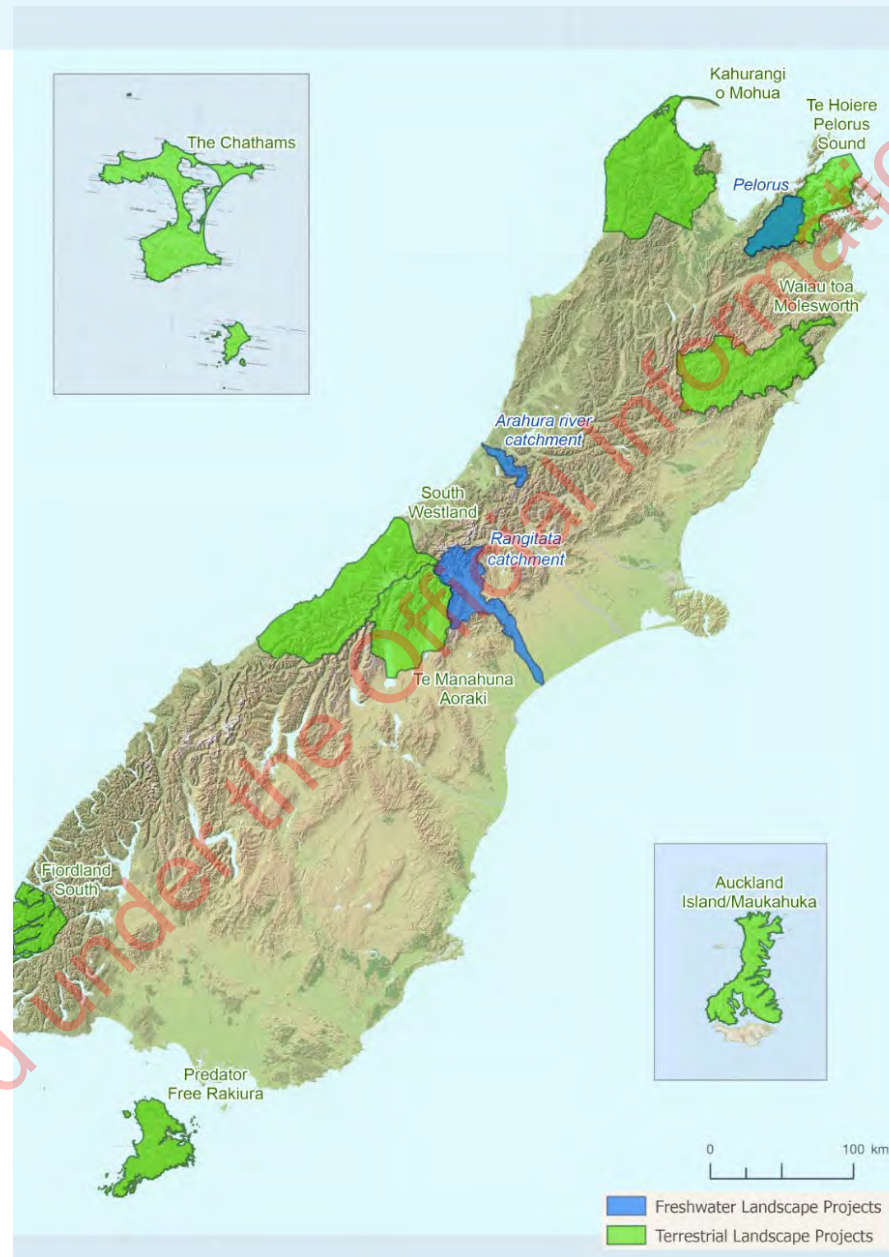 The Chathams
Kahurangi
o Mohua
Te Hoiere
Pelorus
Sound
Pelorus
Waiau toa
Molesworth
Arahura river
catchment
South
Westland
Rangitata
catchment
Te Manahuna
Aoraki
Fiordland
South
Auckland
Island/Maukahuka
Predator
Free Rakiura
0 100 km
Freshwater Landscape Projects
Terrestrial Landscape Projects
d under the Official Informatio